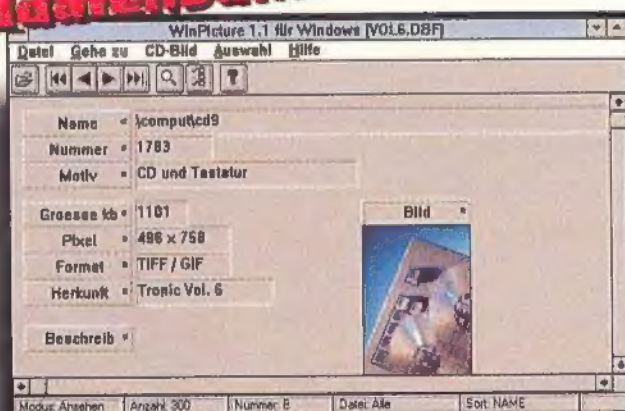 WinPicture 1.1 für Windows [VOL6.DBF]
Datei Gehe zu CD-Bild Auswahl Hilfe
Name \comput\cd9
Nummer 1783
Motiv CD und Tastatur
Groesse kb 1101
Pixel 496 x 758
Format TIFF / GIF
Herkunft Tronic Vol. 6
Bild
Beschreib
Modus: Ansehen Anzahl: 300 Nummer: 8 Datei: Alle Sort: NAME